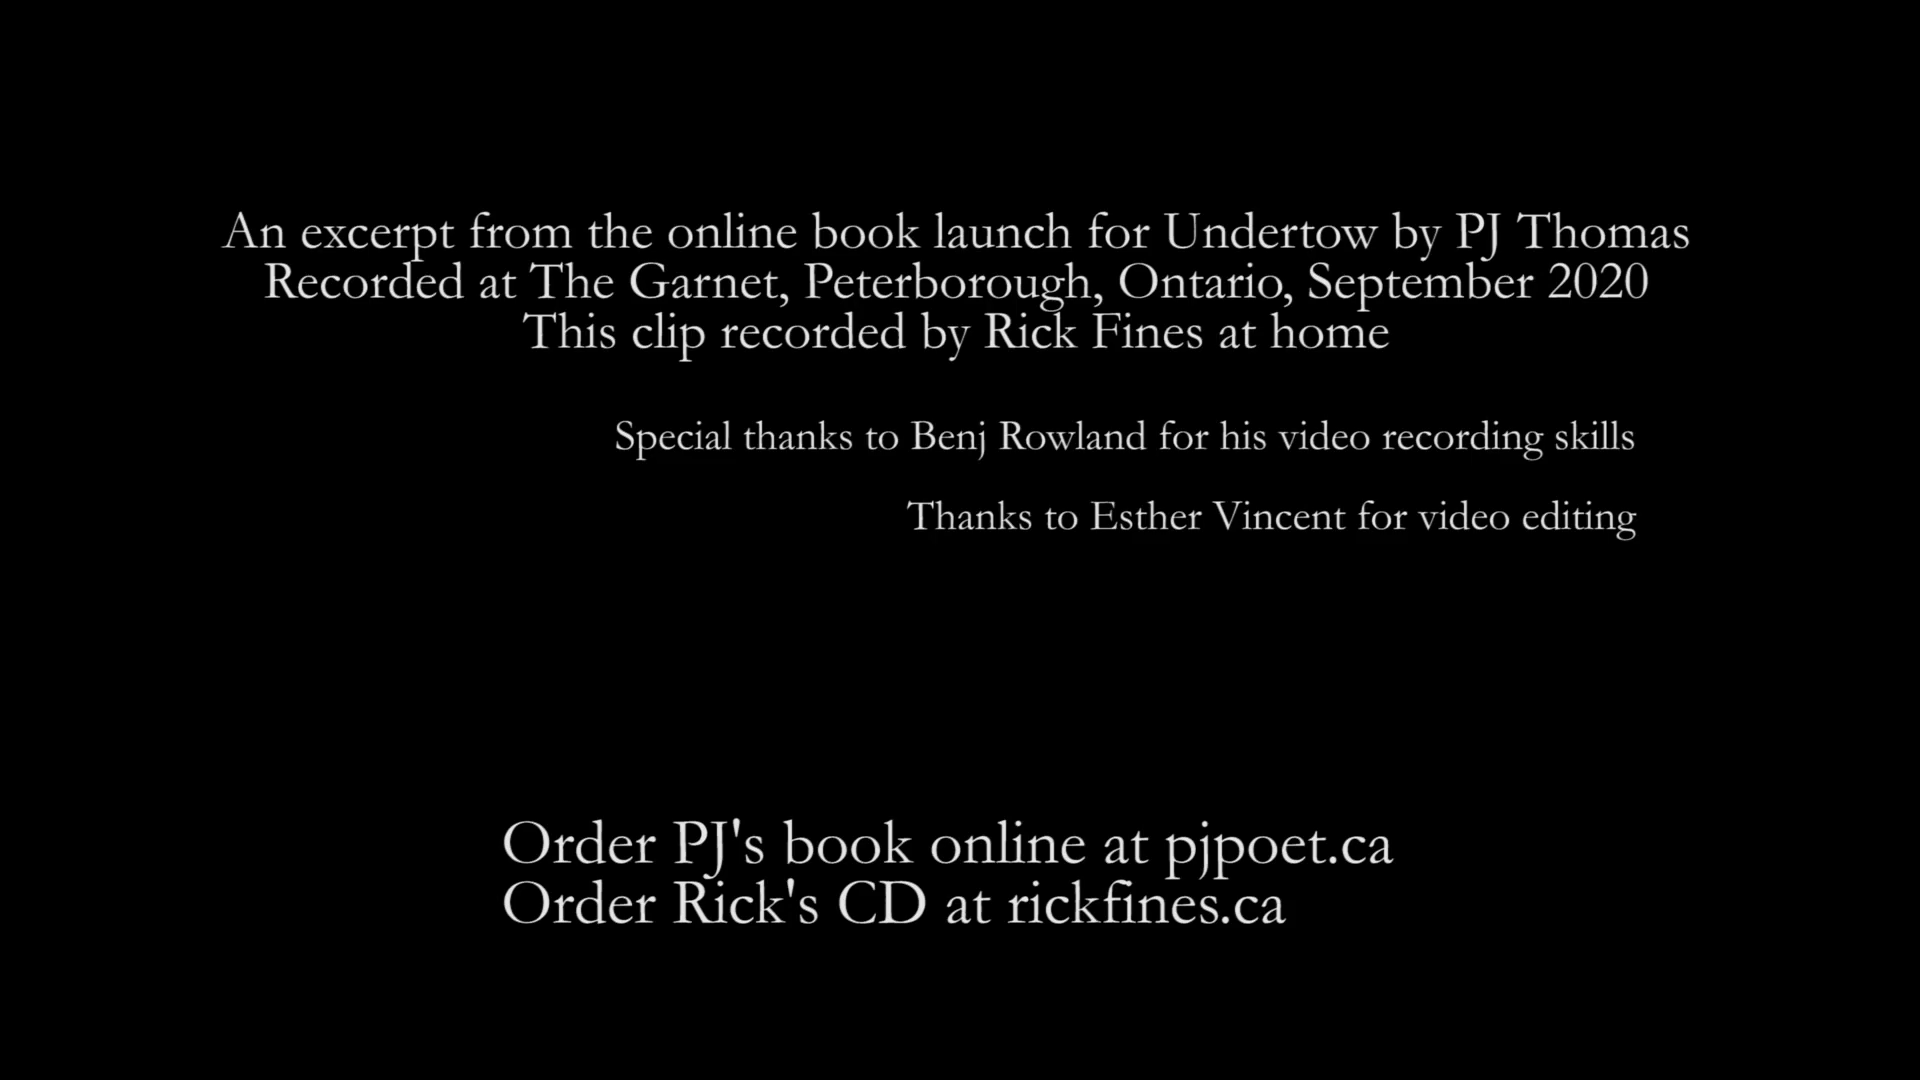 An excerpt from the online book launch for Undertow by PJ Thomas
Recorded at The Garnet, Peterborough, Ontario, September 2020
This clip recorded by Rick Fines at home
Special thanks to Benj Rowland for his video recording skills
Thanks to Esther Vincent for video editing
Order PJ's book online at pjpoet.ca
Order Rick's CD at rickfines.ca